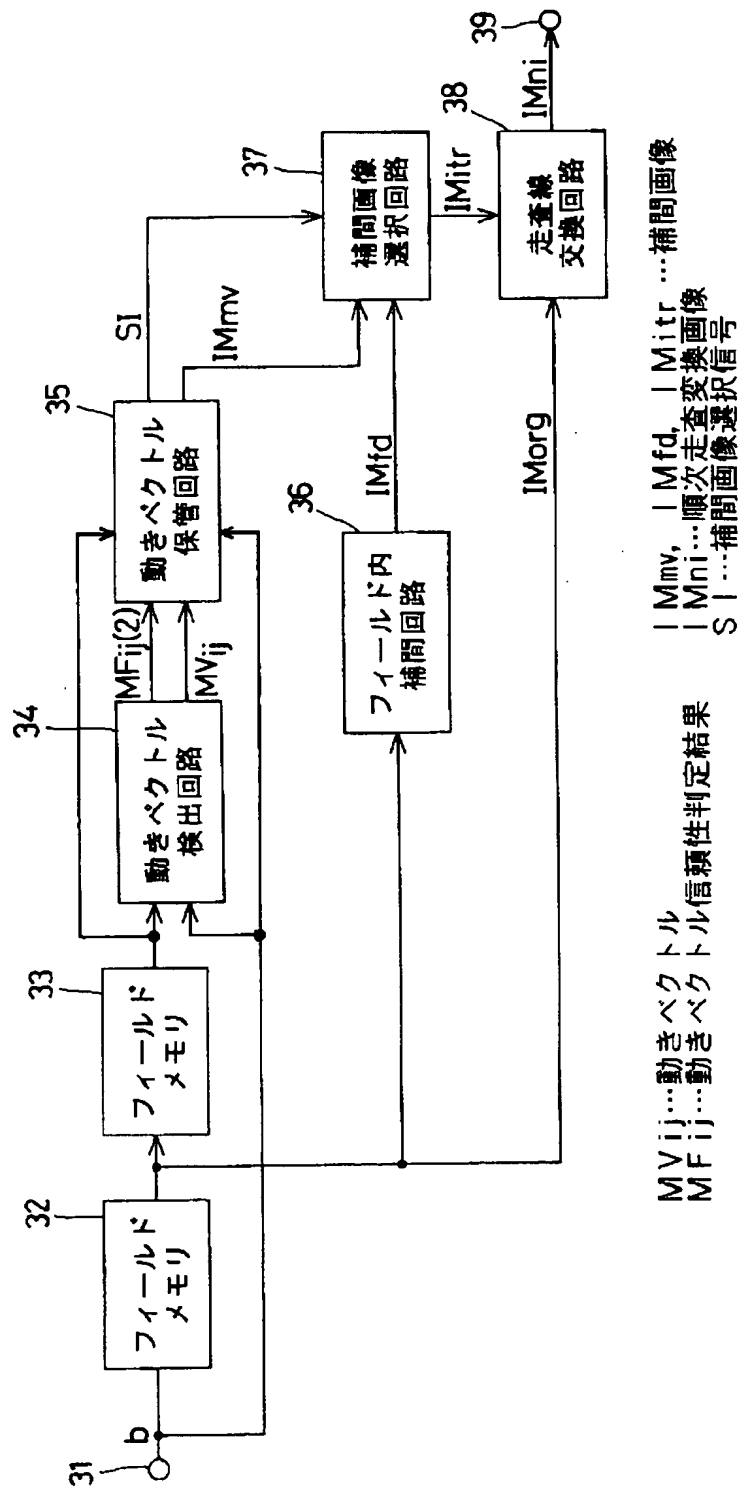 31
b
32
フィールド
メモリ
33
フィールド
メモリ
34
動きベクトル
検出回路
MFij(2)
MVij
35
動きベクトル
保管回路
S1
IMmv
36
フィールド内
補間回路
IMfd
IMorg
37
補間画像
選択回路
IMitr
38
走査線
交換回路
IMni
39
MVij…動きベクトル
MFij…動きベクトル信頼性判定結果
IMmv, IMfd, IMitr …補間画像
IMni…順次走査変換画像
SI…補間画像選択信号